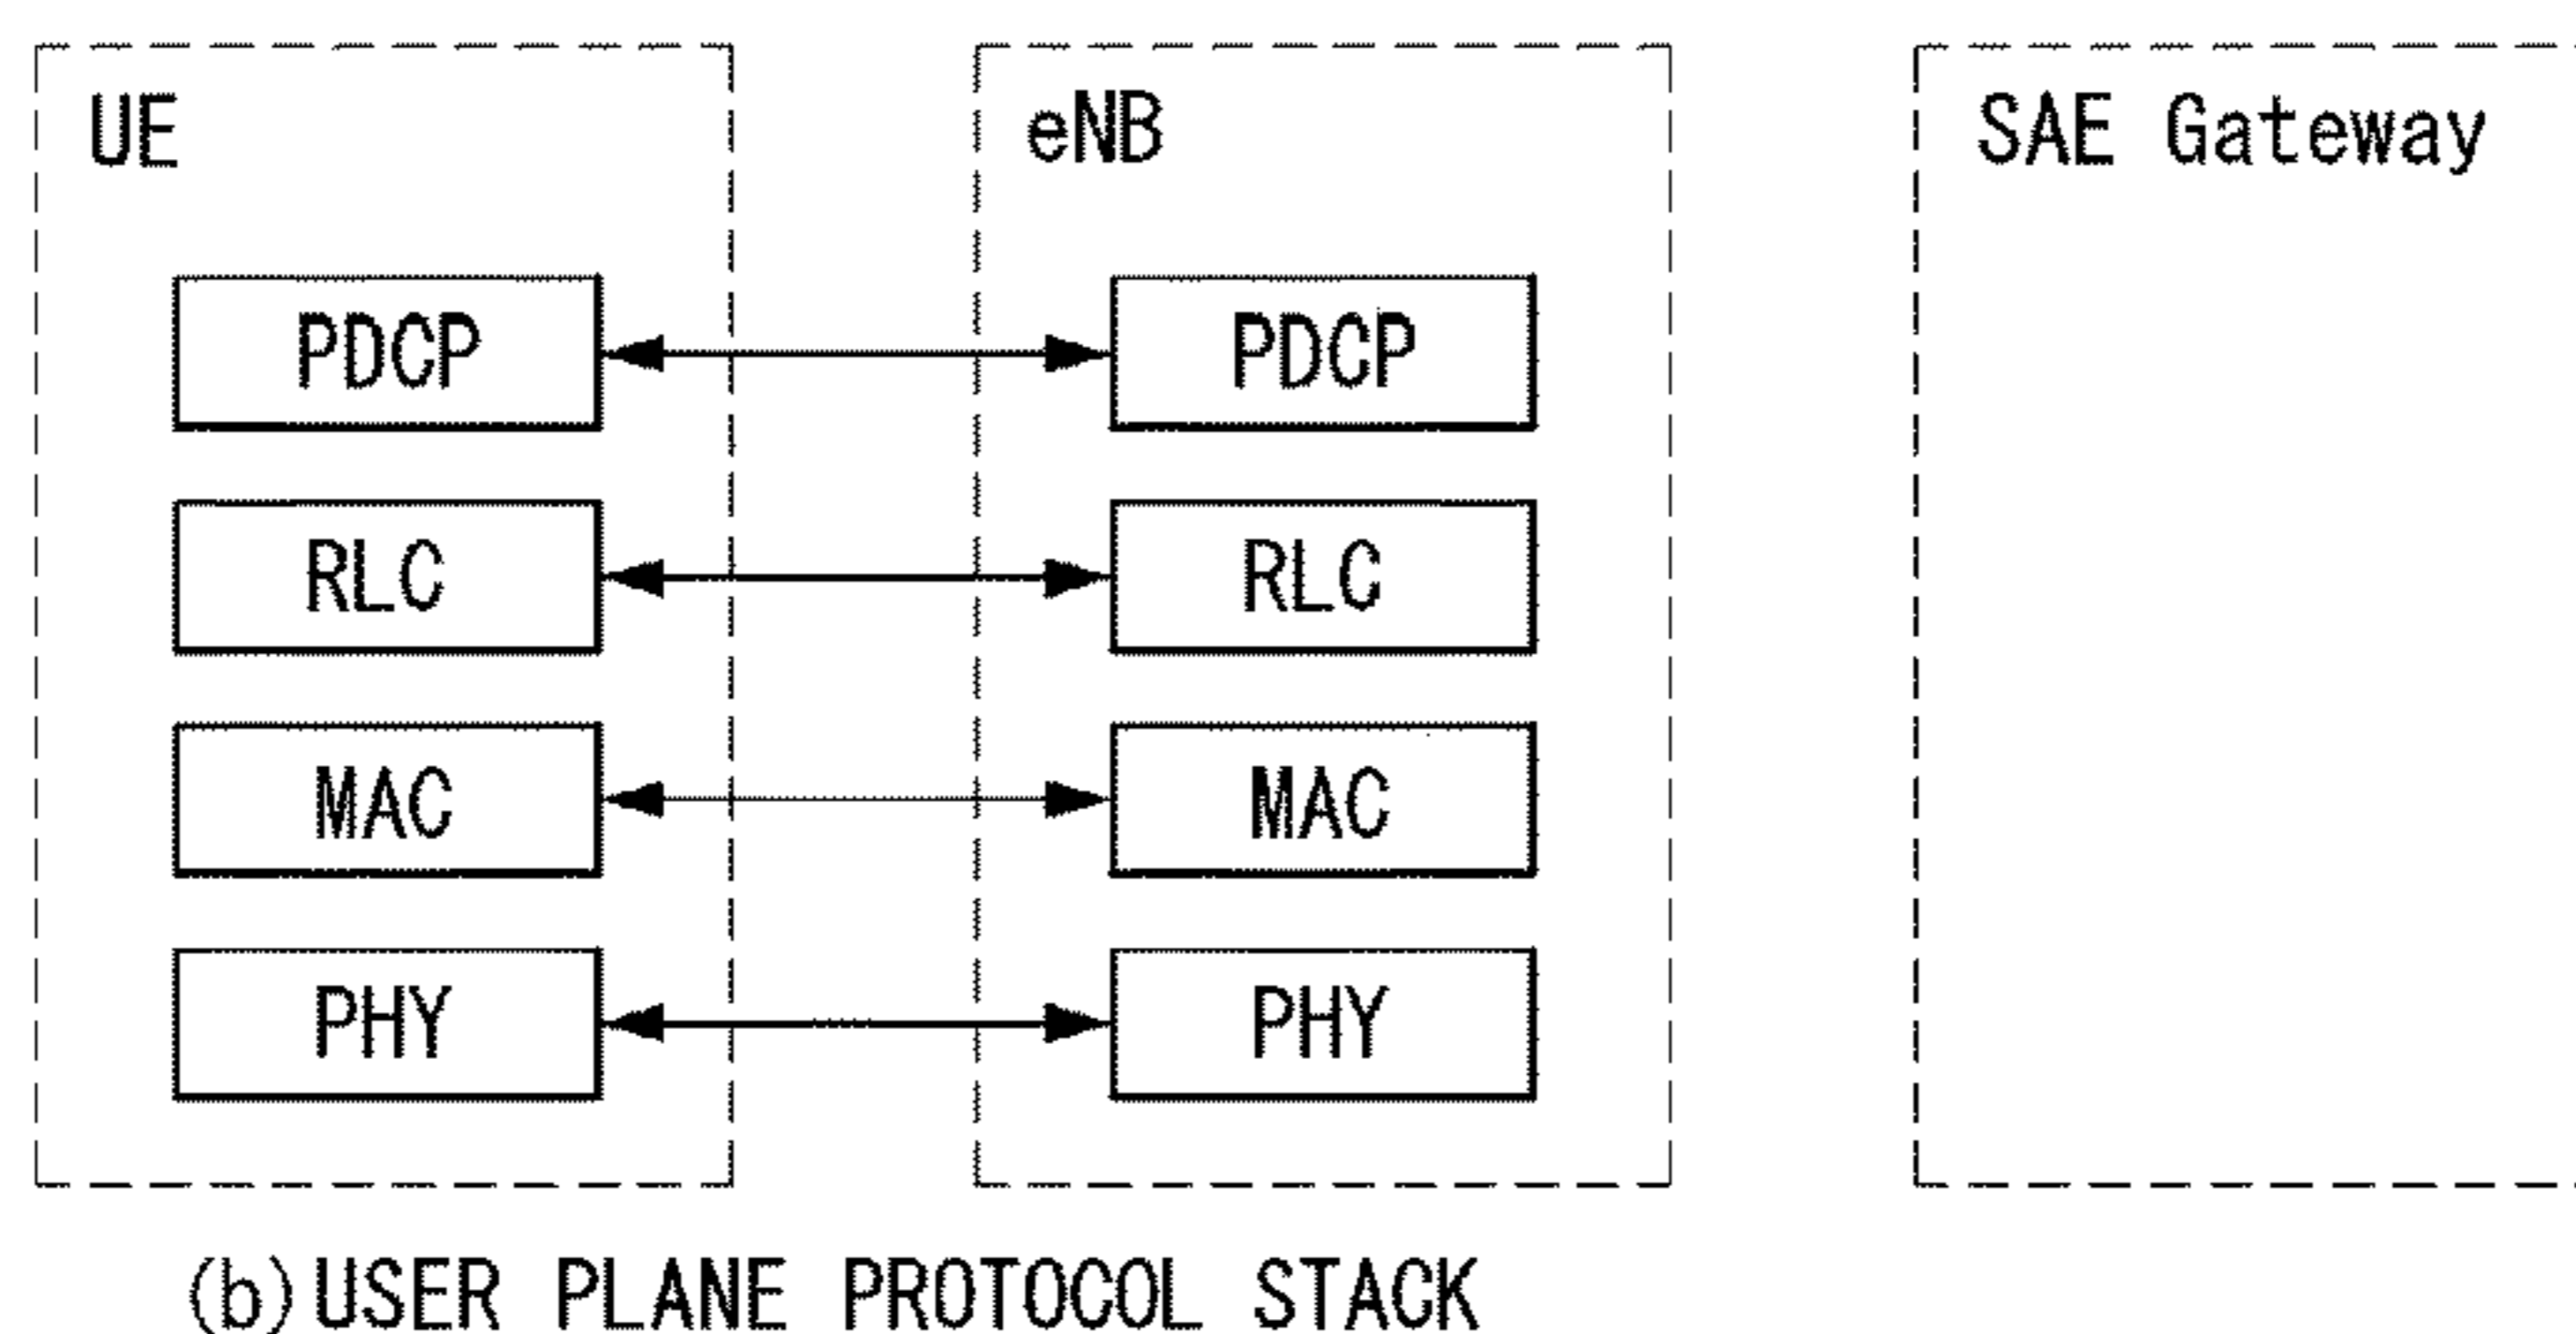 UE eNB SAE Gateway
PDCP PDCP
RLC RLC
MAC MAC
PHY PHY
(b) USER PLANE PROTOCOL STACK